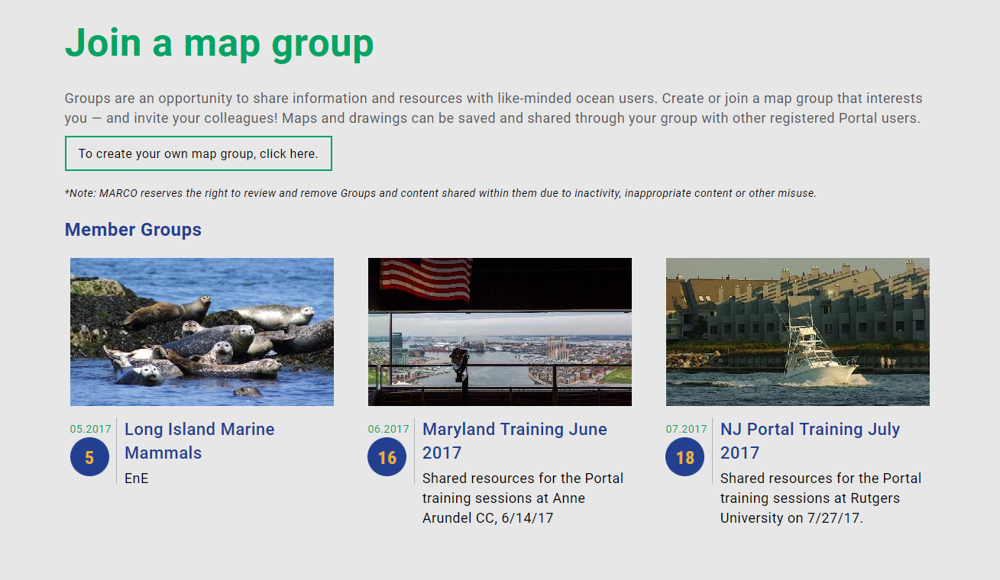 Join a map group
Groups are an opportunity to share information and resources with like-minded ocean users. Create or join a map group that interests
you — and invite your colleagues! Maps and drawings can be saved and shared through your group with other registered Portal users.
To create your own map group, click here.
*Note: MARCO reserves the right to review and remove Groups and content shared within them due to inactivity, inappropriate content or other misuse.
Member Groups
05.2017
5
Long Island Marine
Mammals
EnE
06.2017
16
Maryland Training June
2017
Shared resources for the Portal
training sessions at Anne
Arundel CC, 6/14/17
07.2017
18
NJ Portal Training July
2017
Shared resources for the Portal
training sessions at Rutgers
University on 7/27/17.